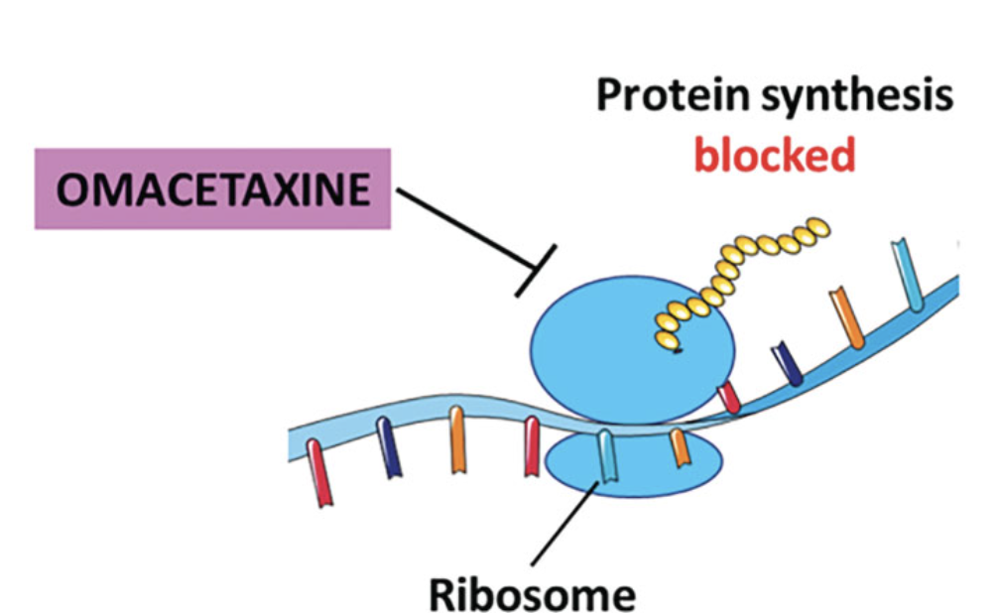 Protein synthesis
blocked
OMACETAXINE
Ribosome